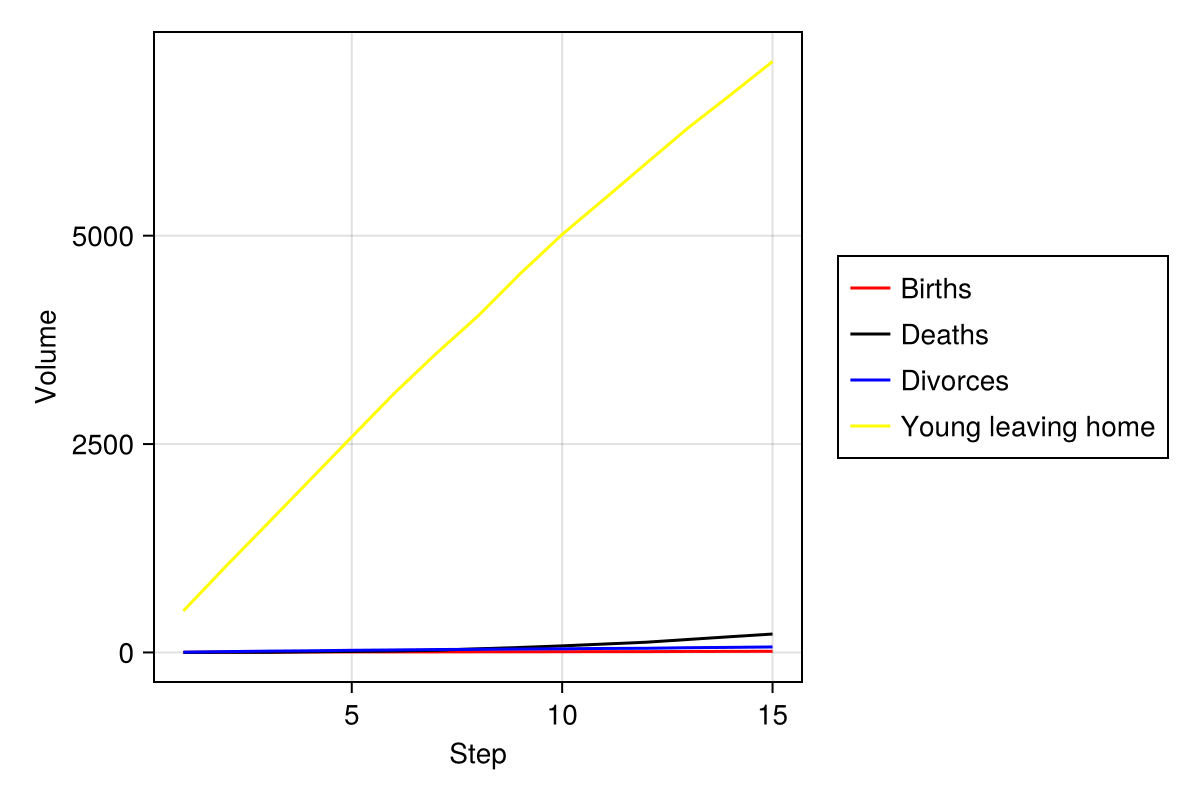 Volume
5000
2500
0
5
10
15
Step
Births
Deaths
Divorces
Young leaving home